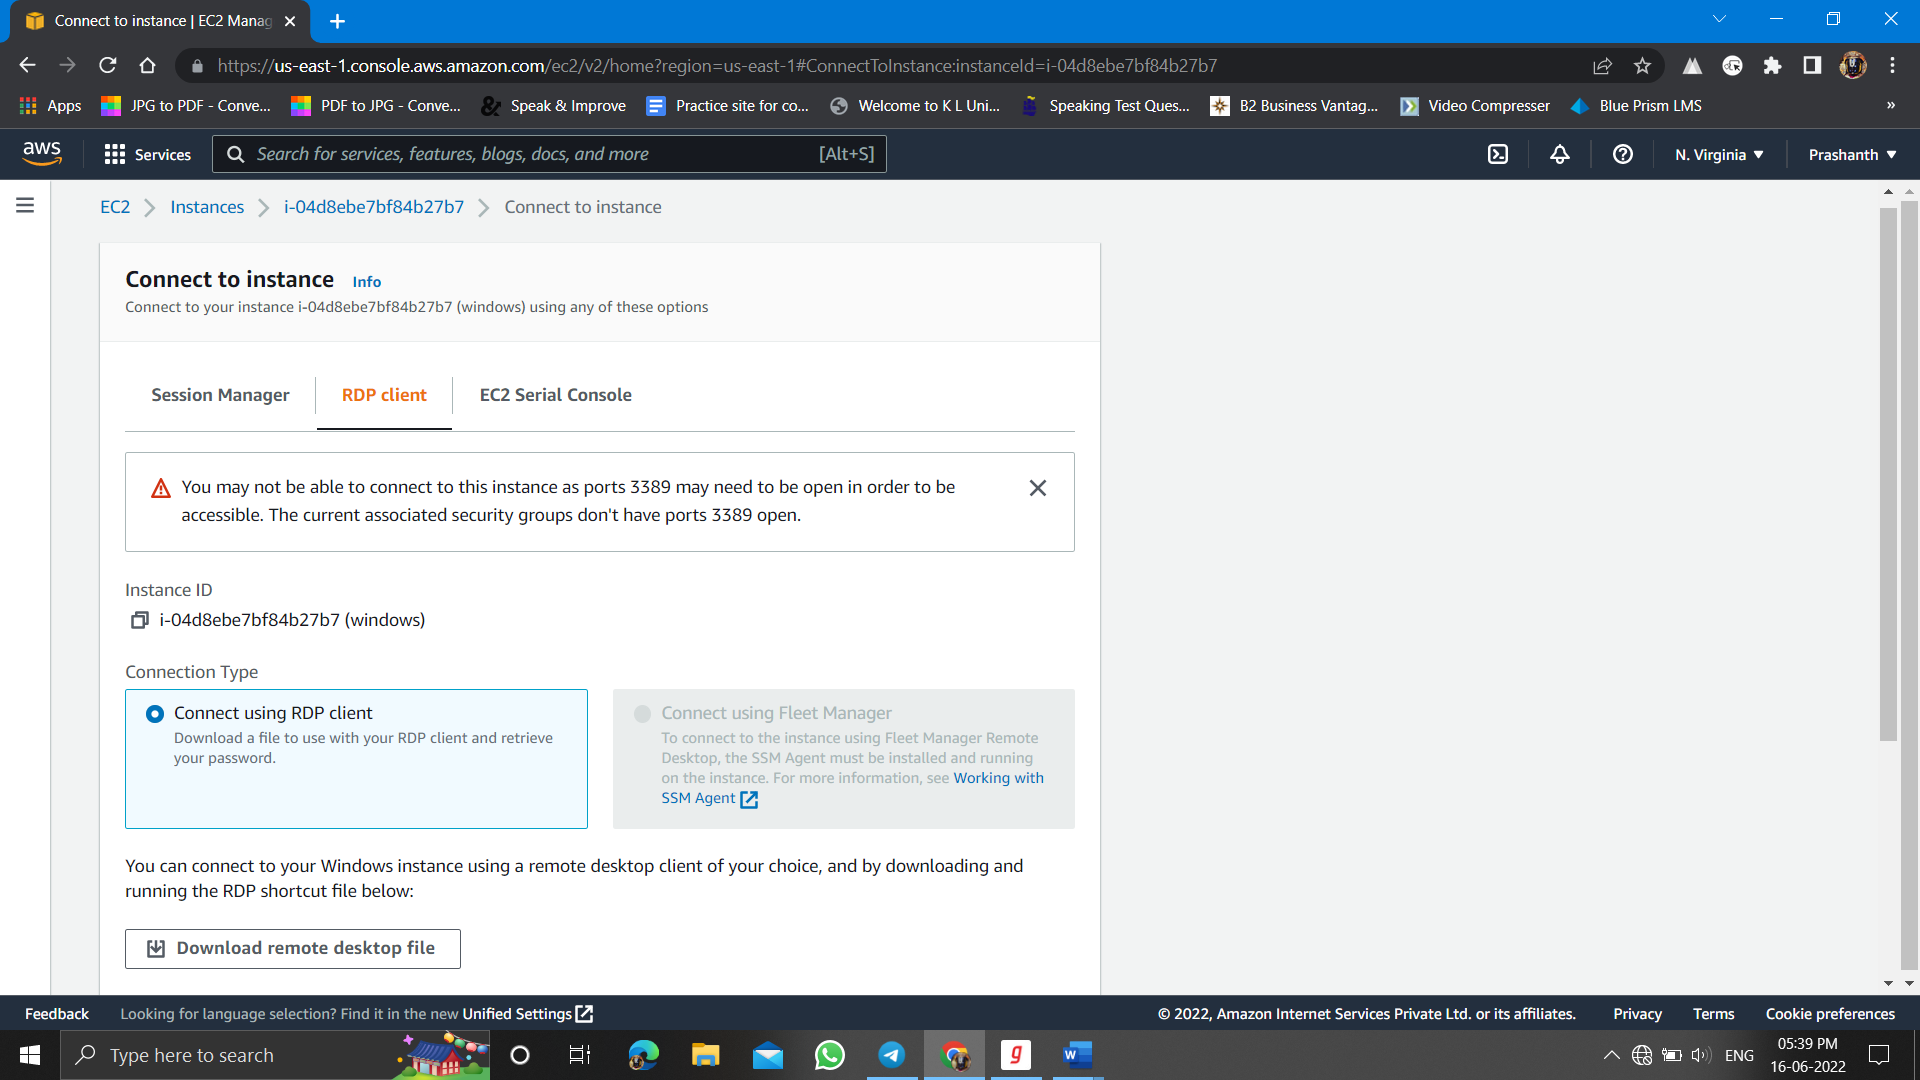 Connect to instance | EC2 Manag
https://us-east-1.console.aws.amazon.com/ec2/v2/home?region=us-east-1#ConnectToInstance:instanceId=i-04d8ebe7bf84b27b7
Apps JPG to PDF - Conve... PDF to JPG - Conve... Speak & Improve Practice site for co... Welcome to K L Uni... Speaking Test Ques... B2 Business Vantag... Video Compresser Blue Prism LMS »
aws Services Search for services, features, blogs, docs, and more [Alt+S] N. Virginia ▼ Prashanth ▼
EC2 Instances i-04d8ebe7bf84b27b7 Connect to instance
Connect to instance Info
Connect to your instance i-04d8ebe7bf84b27b7 (windows) using any of these options
Session Manager RDP client EC2 Serial Console
You may not be able to connect to this instance as ports 3389 may need to be open in order to be
accessible. The current associated security groups don't have ports 3389 open.
Instance ID
i-04d8ebe7bf84b27b7 (windows)
Connection Type
Connect using RDP client
Download a file to use with your RDP client and retrieve
your password.
Connect using Fleet Manager
To connect to the instance using Fleet Manager Remote
Desktop, the SSM Agent must be installed and running
on the instance. For more information, see Working with
SSM Agent
You can connect to your Windows instance using a remote desktop client of your choice, and by downloading and
running the RDP shortcut file below:
Download remote desktop file
Feedback Looking for language selection? Find it in the new Unified Settings © 2022, Amazon Internet Services Private Ltd. or its affiliates. Privacy Terms Cookie preferences
Type here to search ENG 05:39 PM
16-06-2022